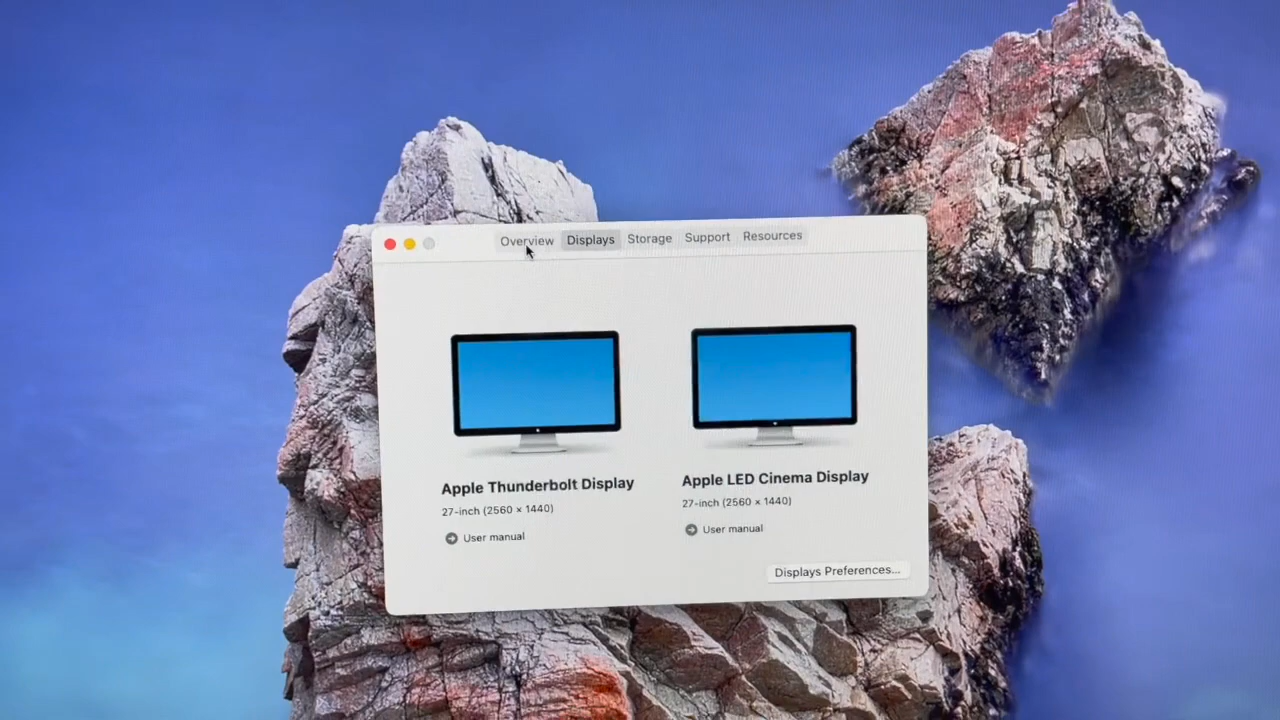 Overview Displays Storage Support Resources
Apple Thunderbolt Display
27-inch (2560 × 1440)
User manual
Apple LED Cinema Display
27-inch (2560 × 1440)
User manual
Displays Preferences...